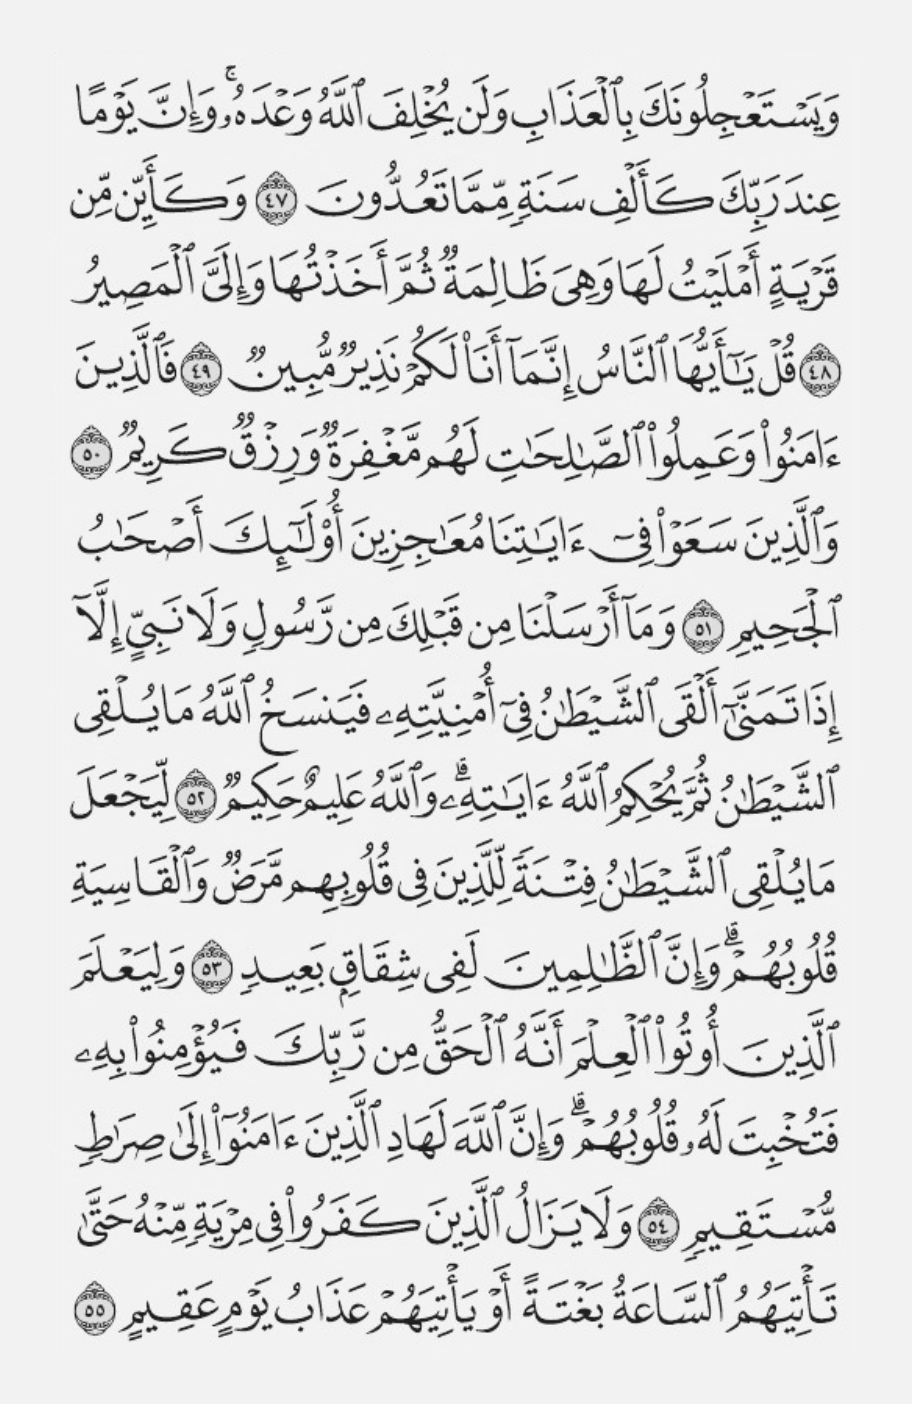 وَيَسْتَعْجِلُونَكَ بِٱلْعَذَابِ وَلَن يُخْلِفَ ٱللَّهُ وَعْدَهُۥۚ وَإِنَّ يَوْمًا
عِندَ رَبِّكَ كَأَلْفِ سَنَةٍ مِّمَّا تَعُدُّونَ ٤٧ وَكَأَيِّن مِّن
قَرْيَةٍ أَمْلَيْتُ لَهَا وَهِىَ ظَالِمَةٌ ثُمَّ أَخَذْتُهَا وَإِلَىَّ ٱلْمَصِيرُ
٤٨ قُلْ يَـٰٓأَيُّهَا ٱلنَّاسُ إِنَّمَآ أَنَا۠ لَكُمْ نَذِيرٌ مُّبِينٌ ٤٩ فَٱلَّذِينَ
ءَامَنُوا۟ وَعَمِلُوا۟ ٱلصَّـٰلِحَـٰتِ لَهُم مَّغْفِرَةٌ وَرِزْقٌ كَرِيمٌ ٥٠
وَٱلَّذِينَ سَعَوْا۟ فِىٓ ءَايَـٰتِنَا مُعَـٰجِزِينَ أُو۟لَـٰٓئِكَ أَصْحَـٰبُ
ٱلْجَحِيمِ ٥١ وَمَآ أَرْسَلْنَا مِن قَبْلِكَ مِن رَّسُولٍ وَلَا نَبِىٍّ إِلَّآ
إِذَا تَمَنَّىٰٓ أَلْقَى ٱلشَّيْطَـٰنُ فِىٓ أُمْنِيَّتِهِۦ فَيَنسَخُ ٱللَّهُ مَا يُلْقِى
ٱلشَّيْطَـٰنُ ثُمَّ يُحْكِمُ ٱللَّهُ ءَايَـٰتِهِۦۗ وَٱللَّهُ عَلِيمٌ حَكِيمٌ ٥٢ لِّيَجْعَلَ
مَا يُلْقِى ٱلشَّيْطَـٰنُ فِتْنَةً لِّلَّذِينَ فِى قُلُوبِهِم مَّرَضٌ وَٱلْقَاسِيَةِ
قُلُوبُهُمْۗ وَإِنَّ ٱلظَّـٰلِمِينَ لَفِى شِقَاقٍۭ بَعِيدٍ ٥٣ وَلِيَعْلَمَ
ٱلَّذِينَ أُوتُوا۟ ٱلْعِلْمَ أَنَّهُ ٱلْحَقُّ مِن رَّبِّكَ فَيُؤْمِنُوا۟ بِهِۦ
فَتُخْبِتَ لَهُۥ قُلُوبُهُمْۗ وَإِنَّ ٱللَّهَ لَهَادِ ٱلَّذِينَ ءَامَنُوٓا۟ إِلَىٰ صِرَٰطٍ
مُّسْتَقِيمٍ ٥٤ وَلَا يَزَالُ ٱلَّذِينَ كَفَرُوا۟ فِى مِرْيَةٍ مِّنْهُ حَتَّىٰ
تَأْتِيَهُمُ ٱلسَّاعَةُ بَغْتَةً أَوْ يَأْتِيَهُمْ عَذَابُ يَوْمٍ عَقِيمٍ ٥٥